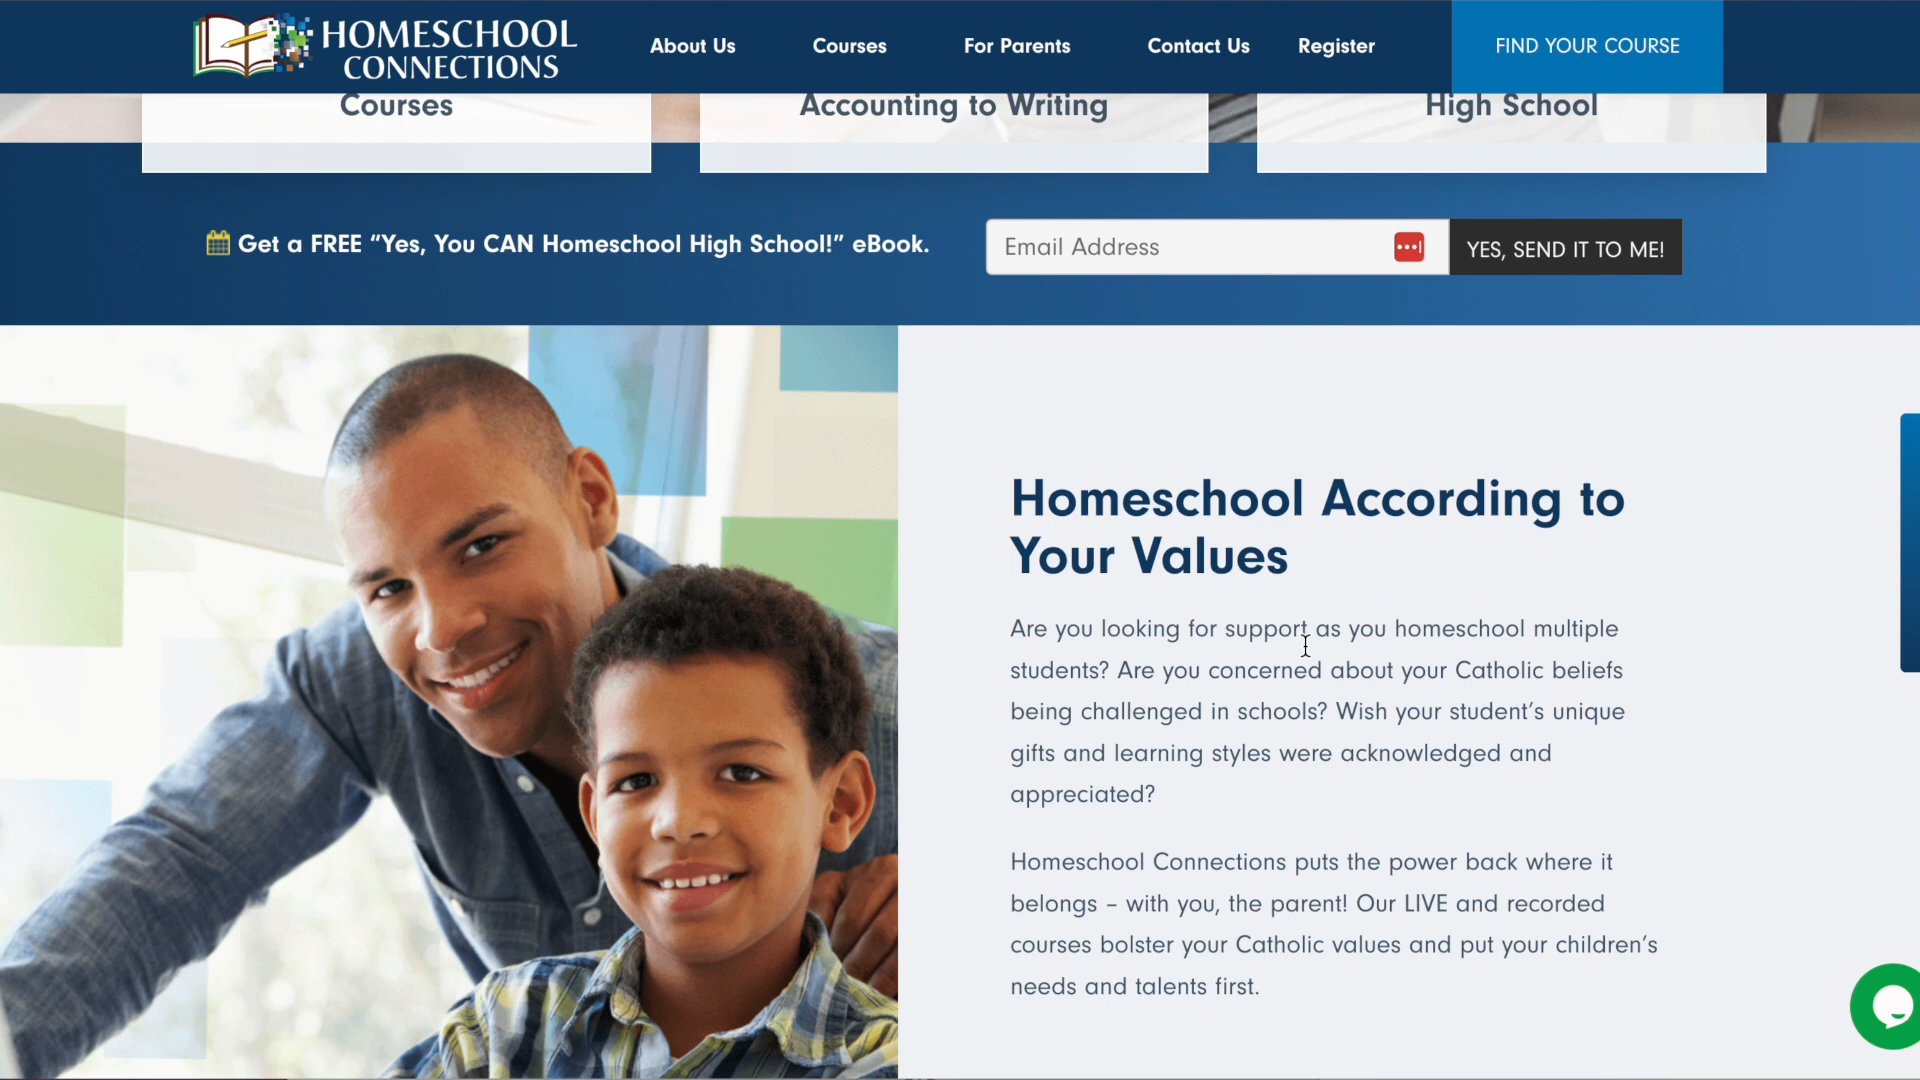 HOMESCHOOL
CONNECTIONS
About Us
Courses
For Parents
Contact Us
Register
FIND YOUR COURSE
Courses
Accounting to Writing
High School
Get a FREE “Yes, You CAN Homeschool High School!” eBook.
Email Address
YES, SEND IT TO ME!
Homeschool According to
Your Values
Are you looking for support as you homeschool multiple
students? Are you concerned about your Catholic beliefs
being challenged in schools? Wish your student’s unique
gifts and learning styles were acknowledged and
appreciated?
Homeschool Connections puts the power back where it
belongs – with you, the parent! Our LIVE and recorded
courses bolster your Catholic values and put your children’s
needs and talents first.